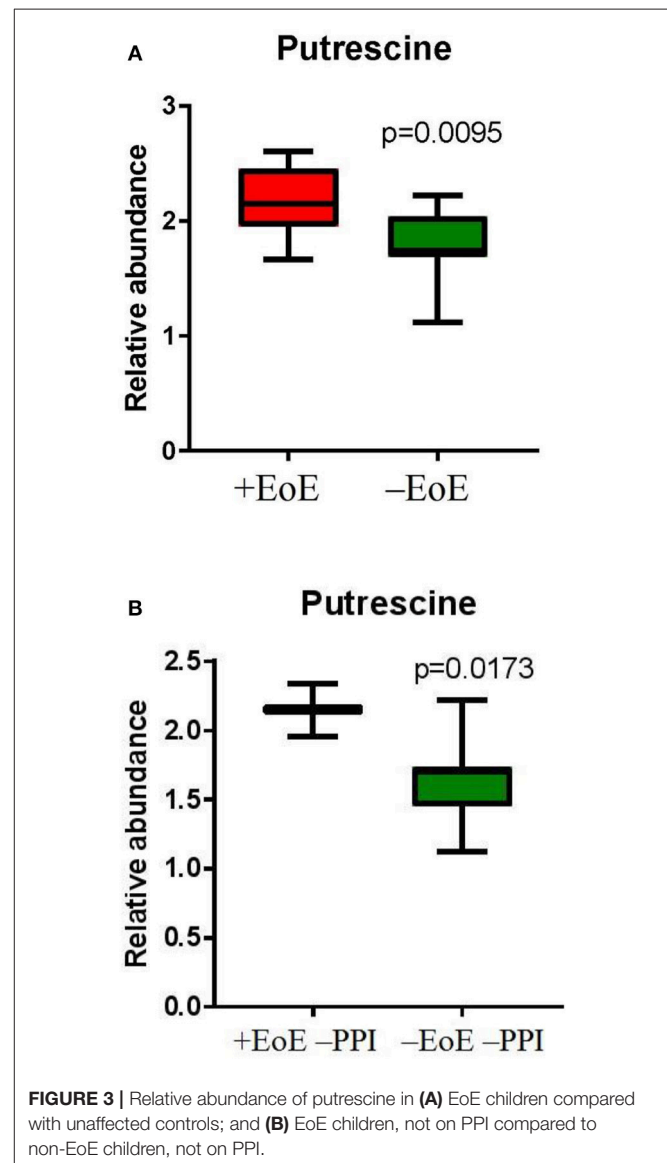 A
Putrescine
3
2
1
0
Relative abundance
p=0.0095
+EoE
–EoE
B
Putrescine
2.5
2.0
1.5
1.0
0.5
0.0
Relative abundance
p=0.0173
+EoE –PPI
–EoE –PPI
FIGURE 3 | Relative abundance of putrescine in (A) EoE children compared
with unaffected controls; and (B) EoE children, not on PPI compared to
non-EoE children, not on PPI.